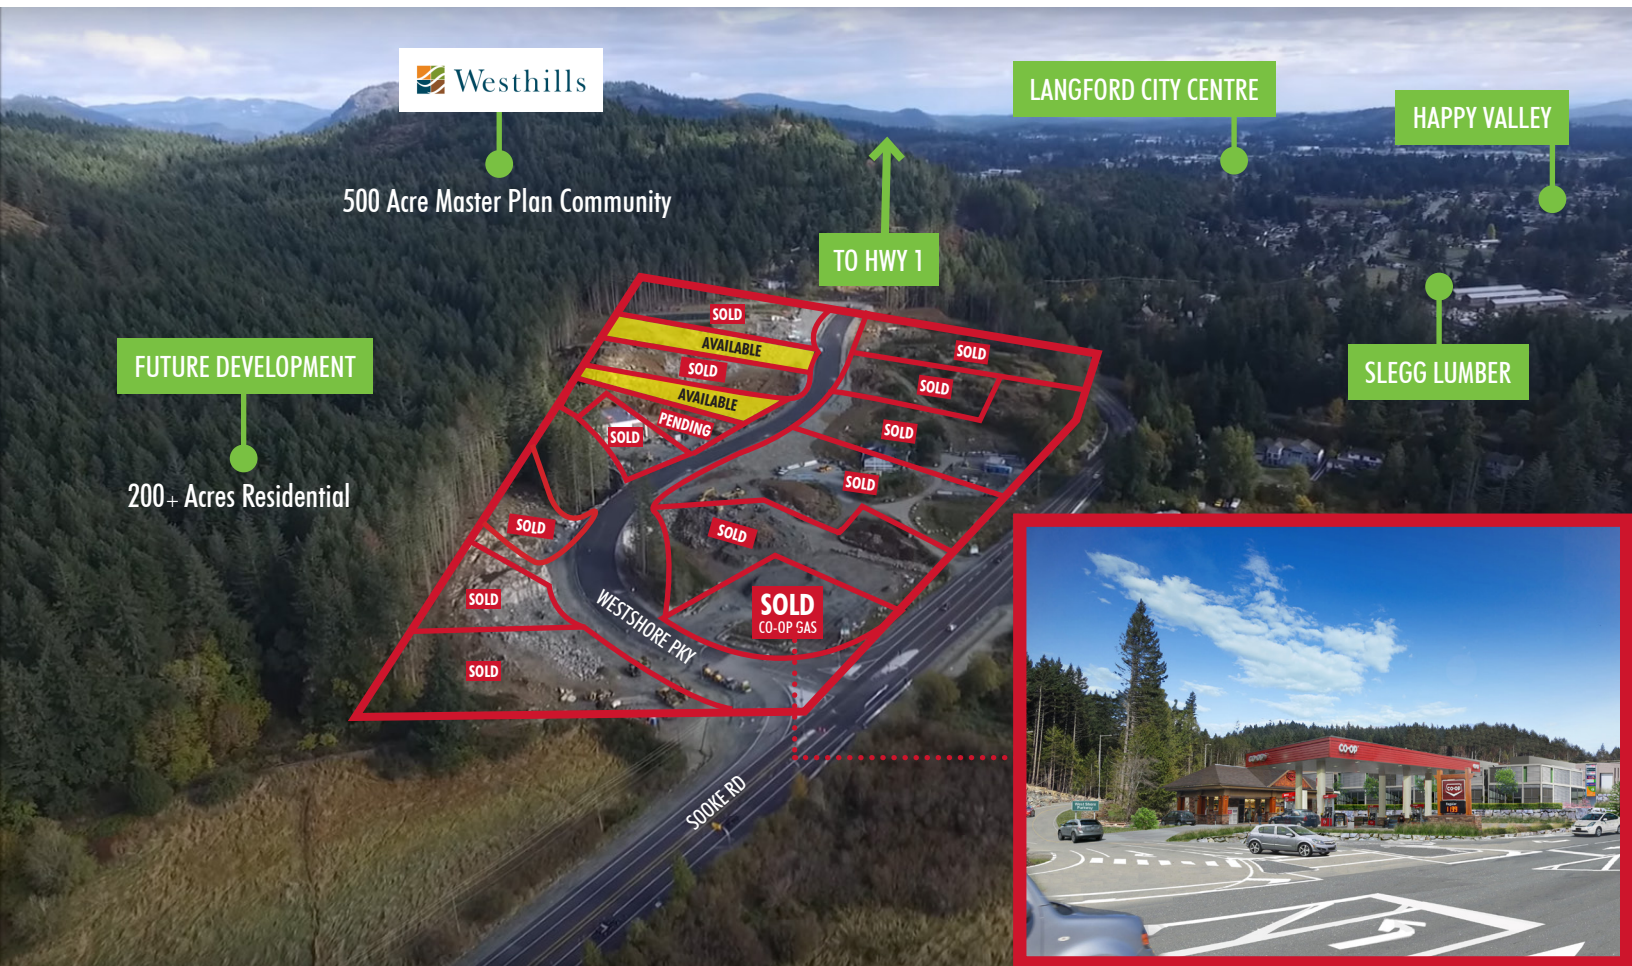 Westhills
500 Acre Master Plan Community
LANGFORD CITY CENTRE
HAPPY VALLEY
TO HWY 1
SLEGG LUMBER
FUTURE DEVELOPMENT
200+ Acres Residential
SOLD
AVAILABLE
SOLD
AVAILABLE
PENDING
SOLD
SOLD
SOLD
SOLD
SOLD
SOLD
SOLD
SOLD
SOLD
SOLD
CO-OP GAS
WESTSHORE PKY
SOOKE RD
CO-OP
CO-OP